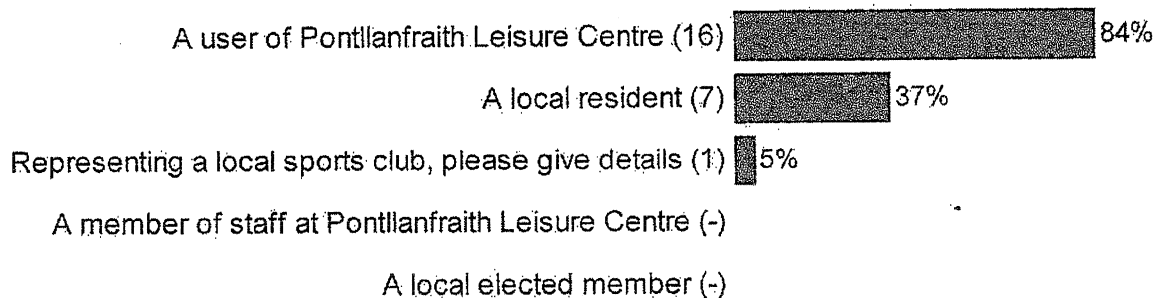 A user of Pontllanfraith Leisure Centre (16) 84%
A local resident (7) 37%
Representing a local sports club, please give details (1) 5%
A member of staff at Pontllanfraith Leisure Centre (-)
A local elected member (-)